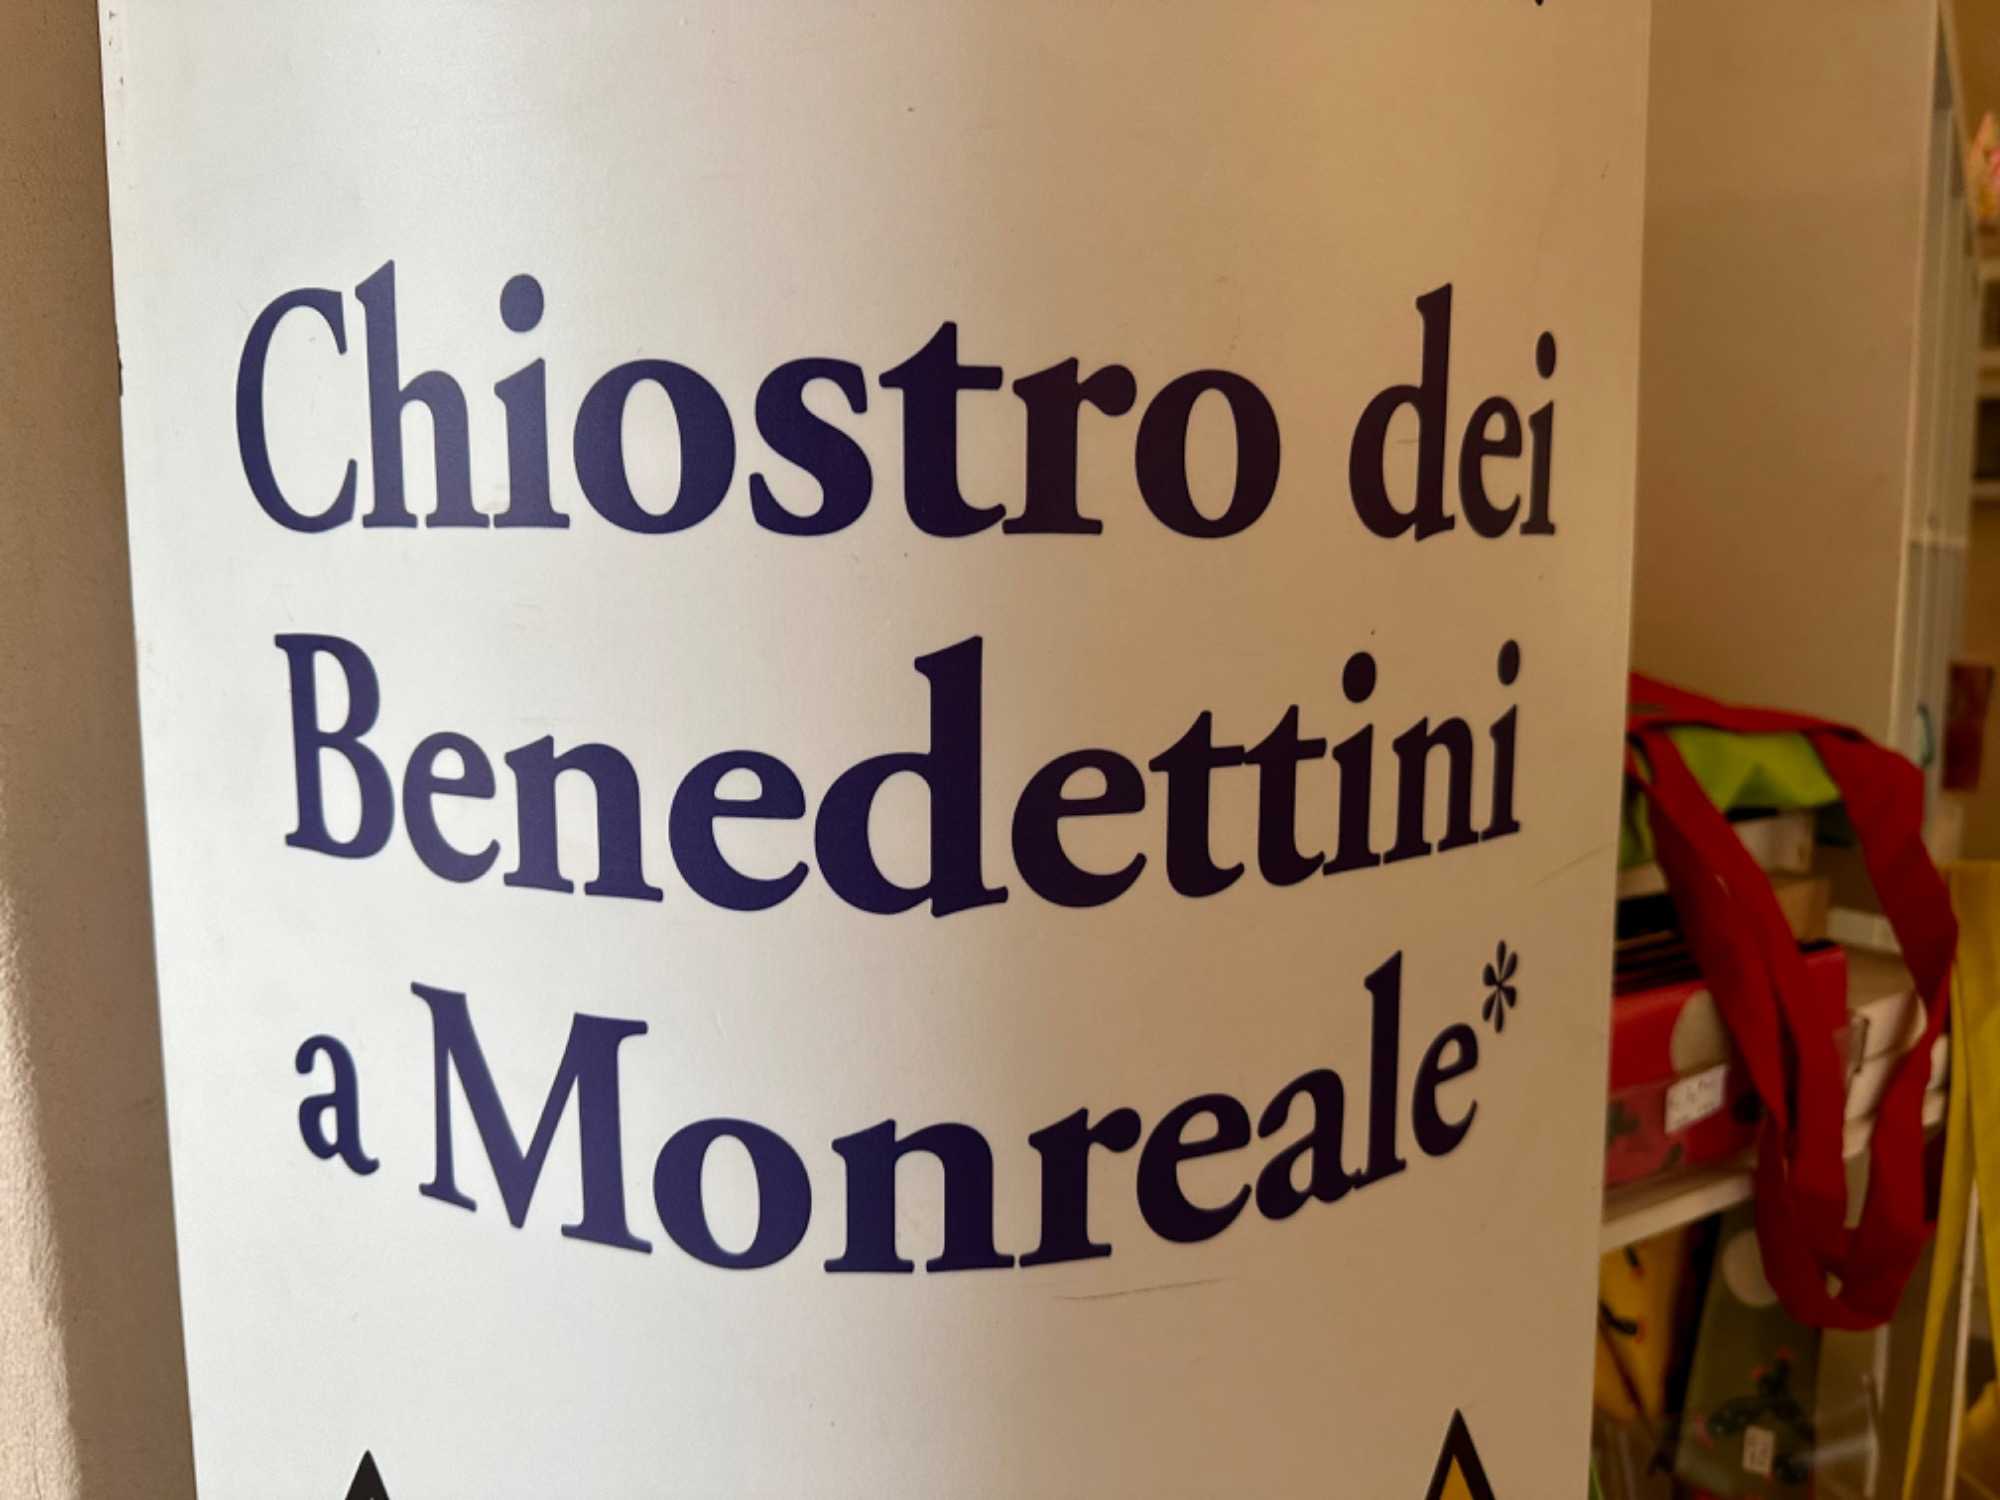 Chiostro dei
Benedettini
a Monreale*